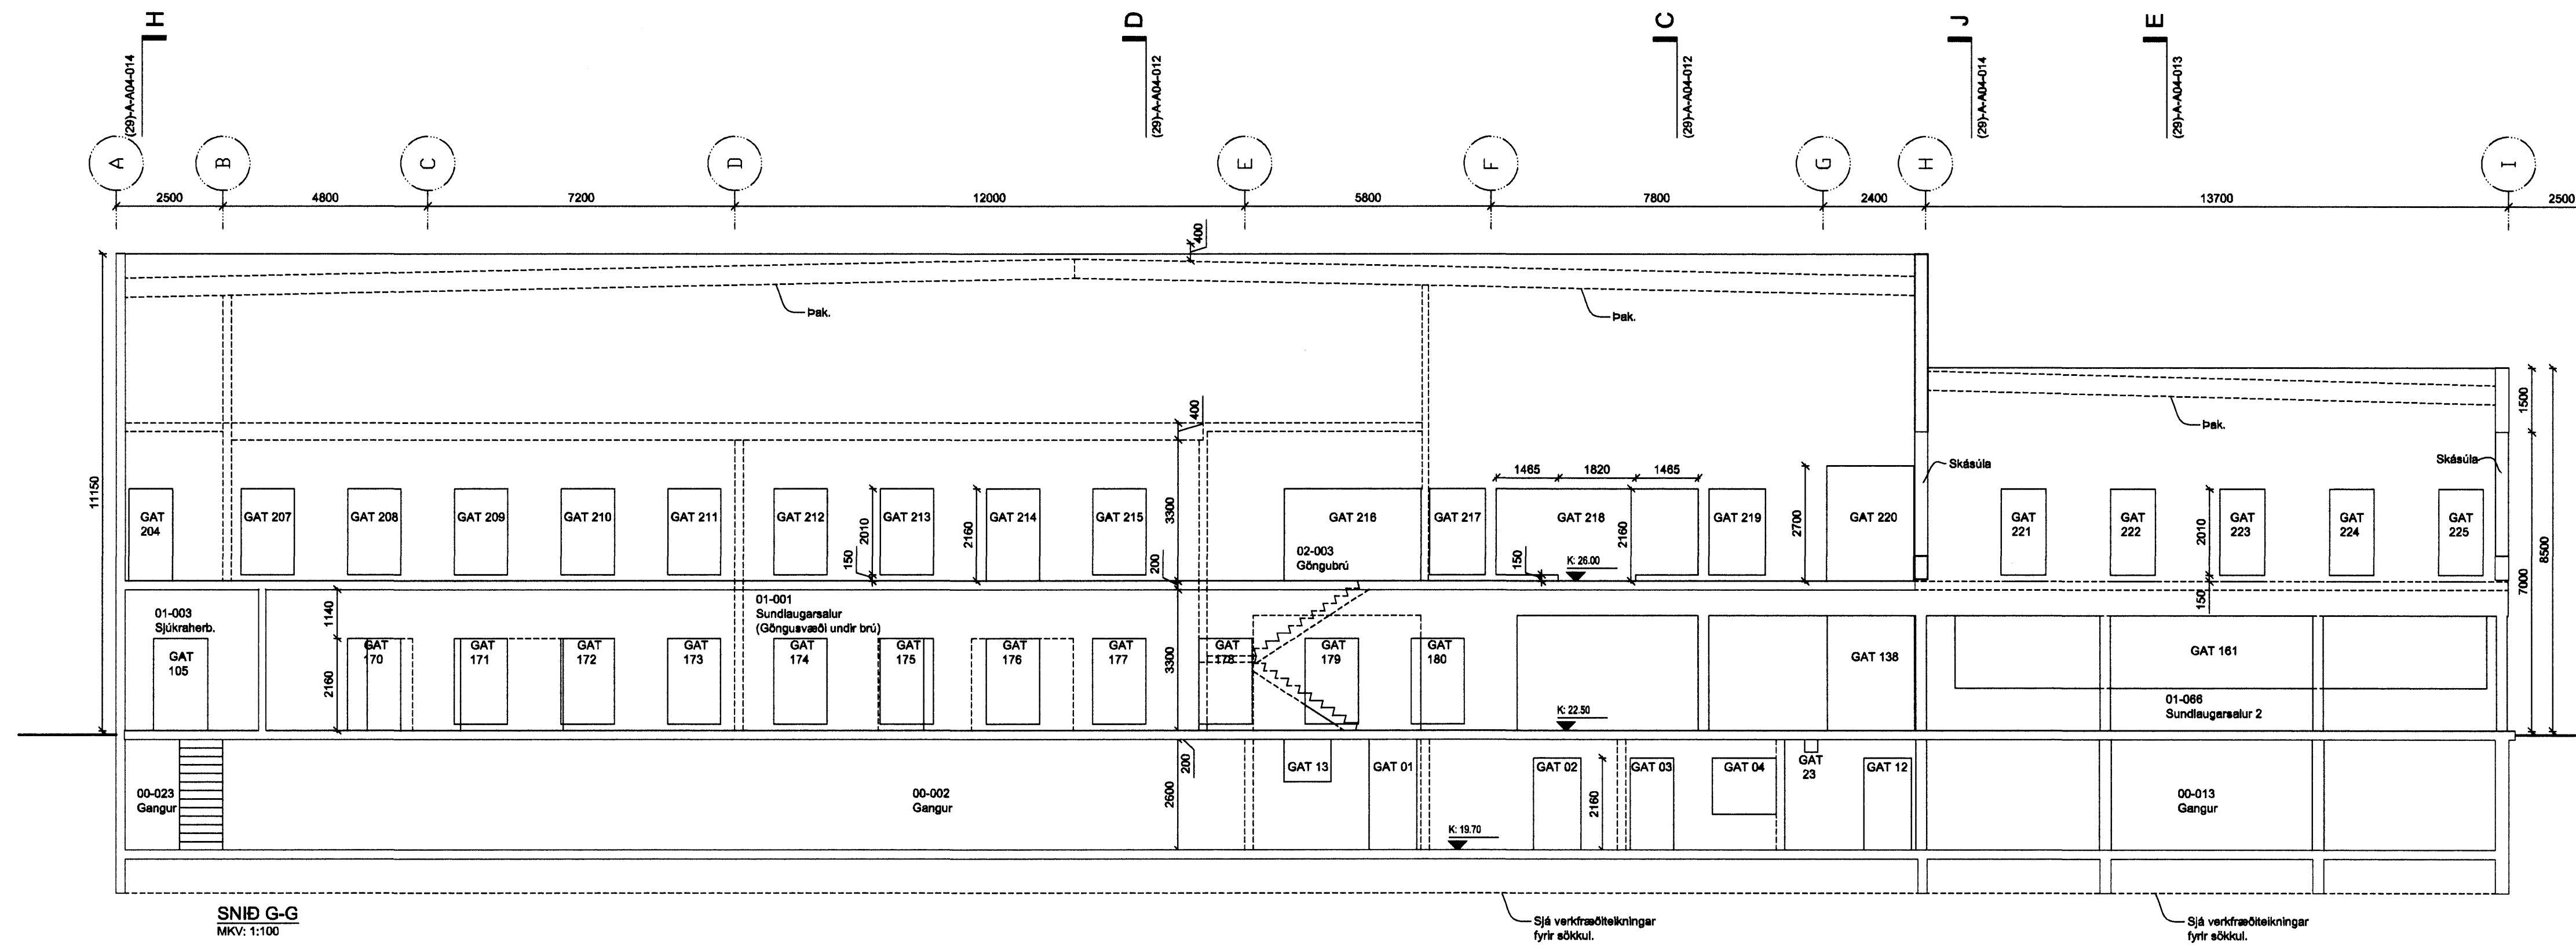 H
D
C
J
E
(29)-A-A04-014
(29)-A-A04-012
(29)-A-A04-012
(29)-A-A04-014
(29)-A-A04-013
A
B
C
D
E
F
G
H
I
2500
4800
7200
12000
5800
7800
2400
13700
2500
400
Þak.
Þak.
1500
400
Þak.
Skásúla
Skásúla
1465
1820
1465
11150
GAT
204
GAT 207
GAT 208
GAT 209
GAT 210
GAT 211
GAT 212
GAT 213
GAT 214
GAT 215
GAT 216
GAT 217
GAT 218
GAT 219
GAT 220
GAT
221
GAT
222
GAT
223
GAT
224
GAT
225
2010
150
2160
3300
200
2160
150
2700
2010
150
7000
8500
02-003
Göngubrú
K: 26.00
01-003
Sjúkraherb.
1140
2160
01-001
Sundlaugarsalur
(Göngusvæði undir brú)
3300
GAT
105
GAT
170
GAT
171
GAT
172
GAT
173
GAT
174
GAT
175
GAT
176
GAT
177
GAT
178
GAT
179
GAT
180
GAT 138
GAT 161
01-066
Sundlaugarsalur 2
K: 22.50
200
GAT 13
GAT 01
GAT 02
GAT 03
GAT 04
GAT
23
GAT 12
00-023
Gangur
00-002
Gangur
2600
2160
00-013
Gangur
K: 19.70
SNIÐ G-G
MKV: 1:100
Sjá verkfræðiteikningar
fyrir sökkul.
Sjá verkfræðiteikningar
fyrir sökkul.